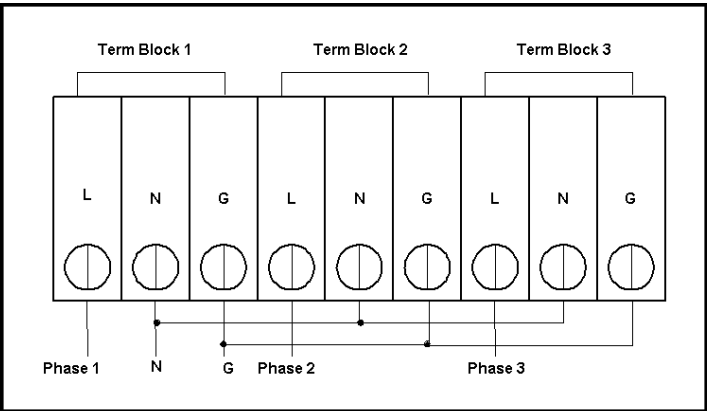 Term Block 1 Term Block 2 Term Block 3
L N G L N G L N G
Phase 1 N G Phase 2 Phase 3